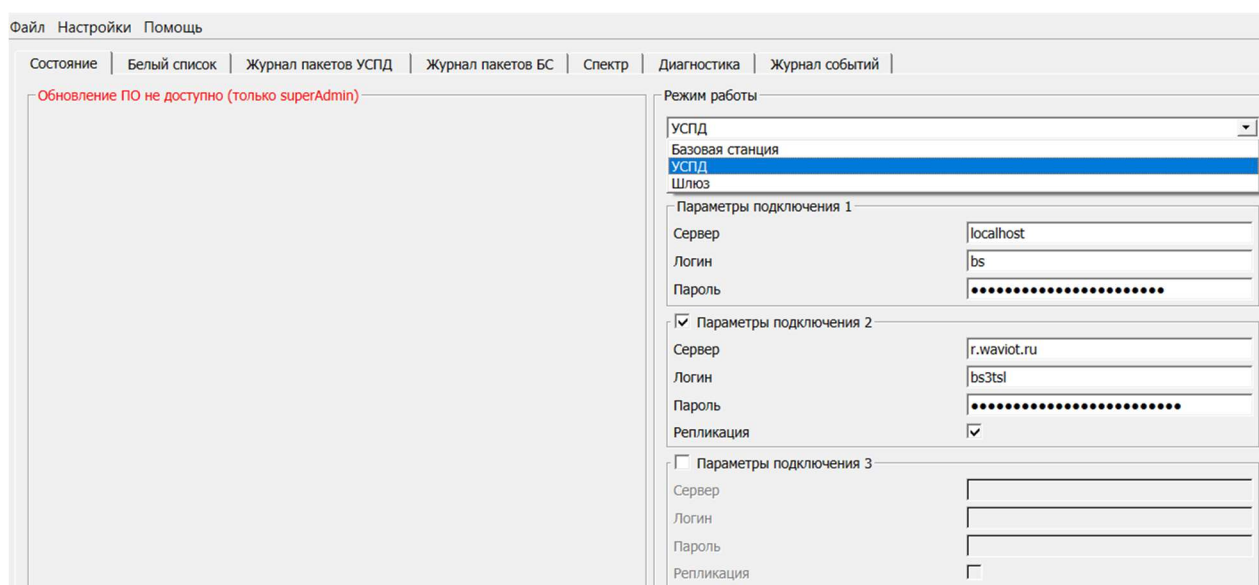 Файл Настройки Помощь
Состояние Белый список Журнал пакетов УСПД Журнал пакетов БС Спектр Диагностика Журнал событий
Обновление ПО не доступно (только superAdmin)
Режим работы
УСПД
Базовая станция
УСПД
Шлюз
Параметры подключения 1
Сервер localhost
Логин bs
Пароль ●●●●●●●●●●●●●●●●●●●●●●●
Параметры подключения 2
Сервер r.waviot.ru
Логин bs3tsl
Пароль ●●●●●●●●●●●●●●●●●●●●●●●●●
Репликация
Параметры подключения 3
Сервер
Логин
Пароль
Репликация